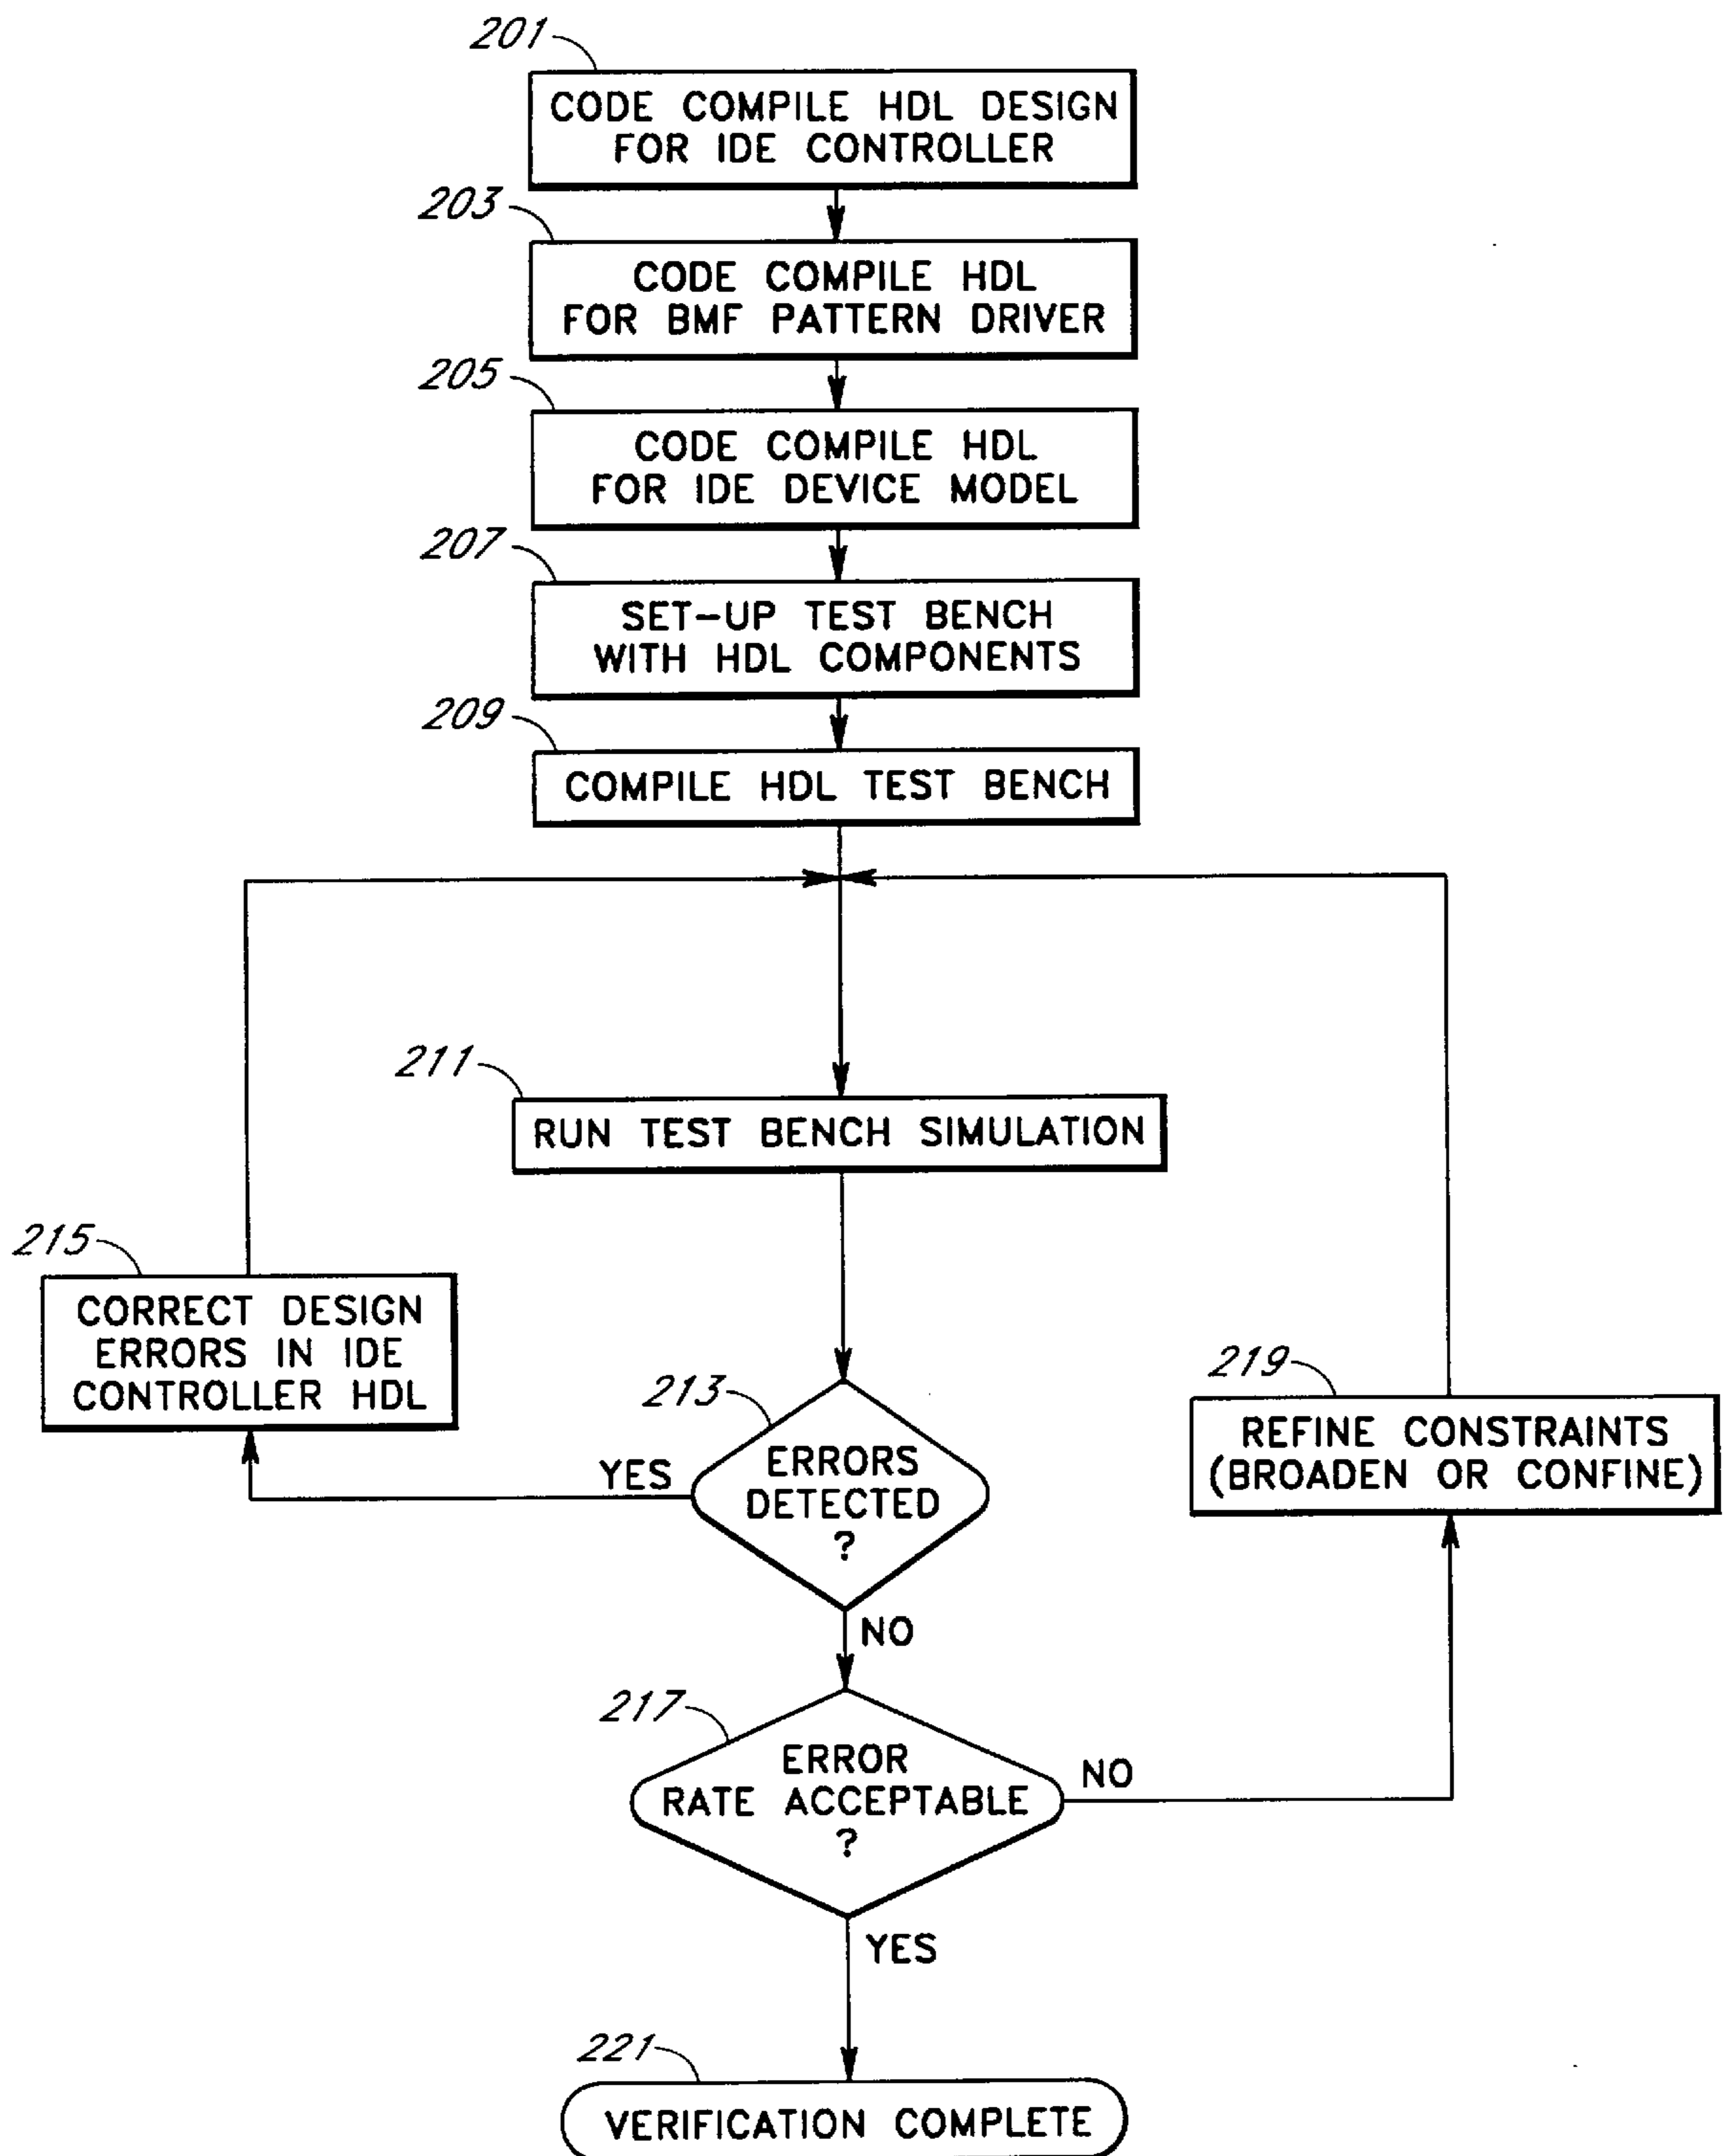 201
CODE COMPILE HDL DESIGN
FOR IDE CONTROLLER
203
CODE COMPILE HDL
FOR BMF PATTERN DRIVER
205
CODE COMPILE HDL
FOR IDE DEVICE MODEL
207
SET-UP TEST BENCH
WITH HDL COMPONENTS
209
COMPILE HDL TEST BENCH
211
RUN TEST BENCH SIMULATION
215
CORRECT DESIGN
ERRORS IN IDE
CONTROLLER HDL
213
ERRORS
DETECTED
?
YES
NO
219
REFINE CONSTRAINTS
(BROADEN OR CONFINE)
217
ERROR
RATE ACCEPTABLE
?
NO
YES
221
VERIFICATION COMPLETE